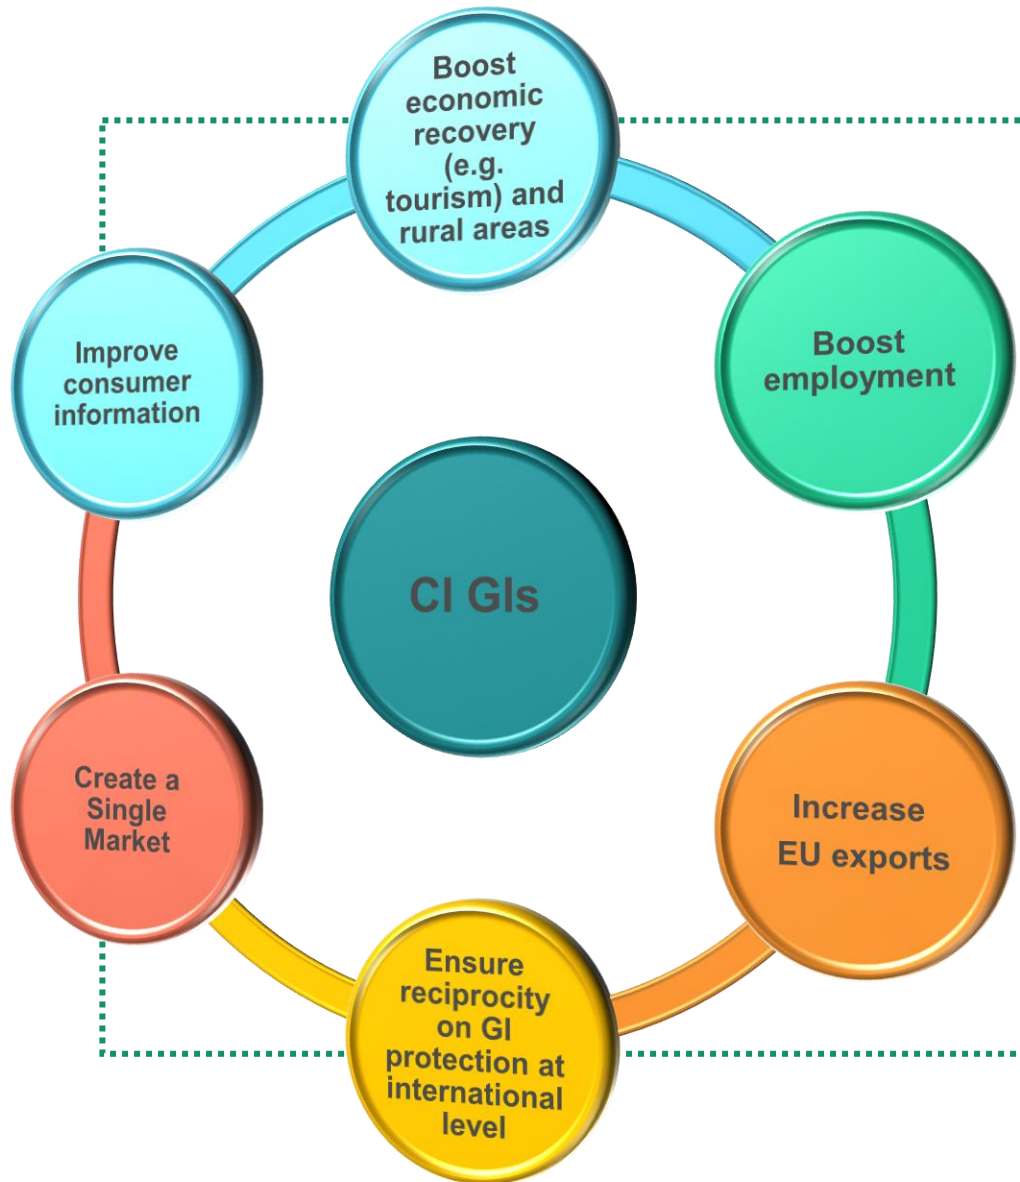 Boost
economic
recovery
(e.g.
tourism) and
rural areas
Boost
employment
Increase
EU exports
Ensure
reciprocity
on GI
protection at
international
level
Create a
Single
Market
Improve
consumer
information
CI GIs